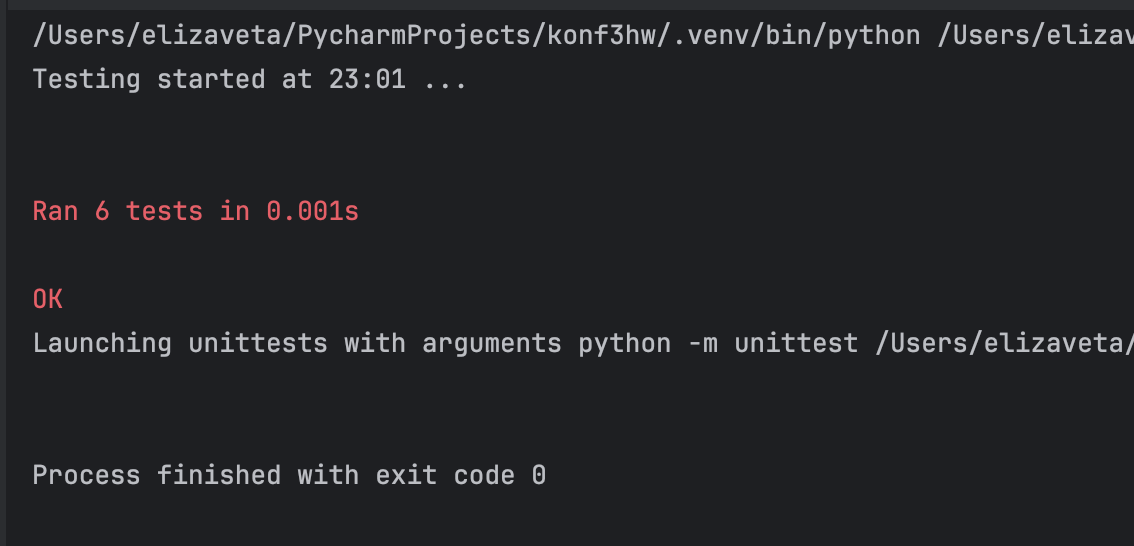 /Users/elizaveta/PycharmProjects/konf3hw/.venv/bin/python /Users/elizav
Testing started at 23:01 ...
Ran 6 tests in 0.001s
OK
Launching unittests with arguments python -m unittest /Users/elizaveta/
Process finished with exit code 0